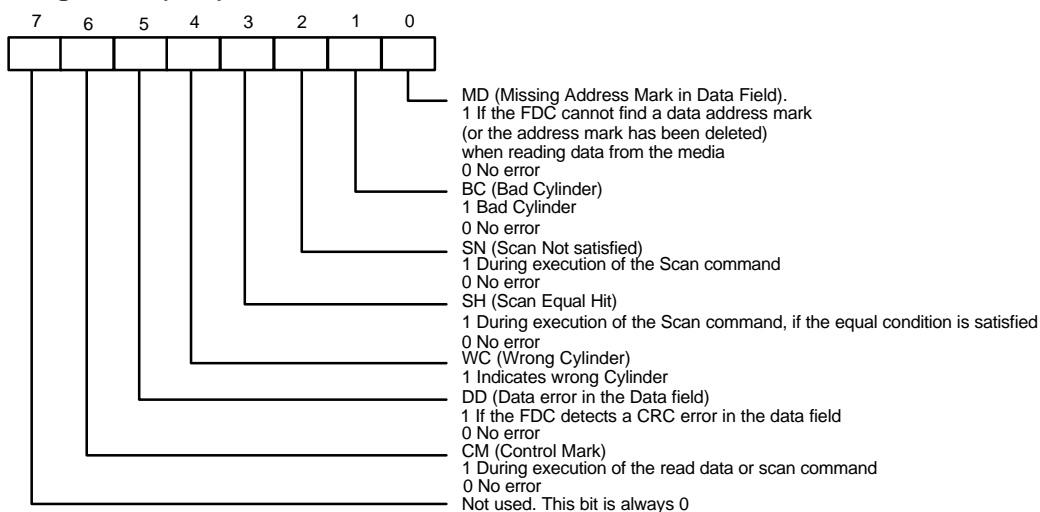 7 6 5 4 3 2 1 0
MD (Missing Address Mark in Data Field).
1 If the FDC cannot find a data address mark
(or the address mark has been deleted)
when reading data from the media
0 No error
BC (Bad Cylinder)
1 Bad Cylinder
0 No error
SN (Scan Not satisfied)
1 During execution of the Scan command
0 No error
SH (Scan Equal Hit)
1 During execution of the Scan command, if the equal condition is satisfied
0 No error
WC (Wrong Cylinder)
1 Indicates wrong Cylinder
DD (Data error in the Data field)
1 If the FDC detects a CRC error in the data field
0 No error
CM (Control Mark)
1 During execution of the read data or scan command
0 No error
Not used. This bit is always 0